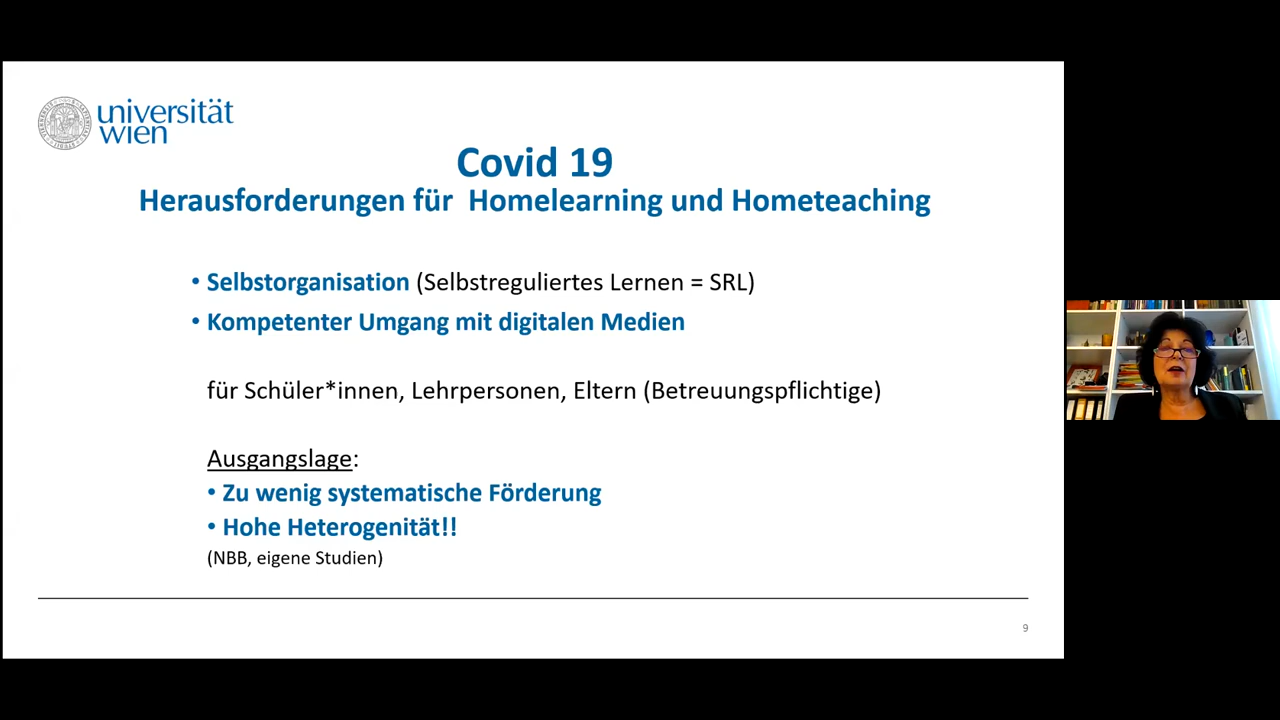 universität
wien
Covid 19
Herausforderungen für Homelearning und Hometeaching
• Selbstorganisation (Selbstreguliertes Lernen = SRL)
• Kompetenter Umgang mit digitalen Medien
für Schüler*innen, Lehrpersonen, Eltern (Betreuungspflichtige)
Ausgangslage:
• Zu wenig systematische Förderung
• Hohe Heterogenität!!
(NBB, eigene Studien)
9